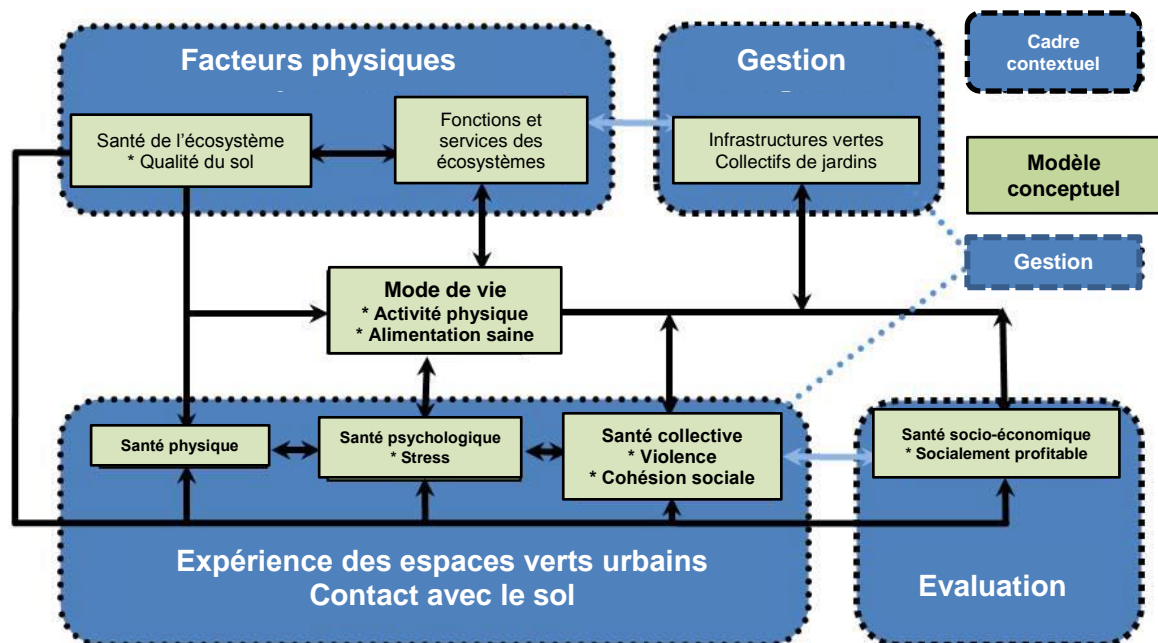 Facteurs physiques
Gestion
Cadre
contextuel
Santé de l'écosystème
* Qualité du sol
Fonctions et
services des
écosystèmes
Infrastructures vertes
Collectifs de jardins
Modèle
conceptuel
Gestion
Mode de vie
* Activité physique
* Alimentation saine
Santé physique
Santé psychologique
* Stress
Santé collective
* Violence
* Cohésion sociale
Santé socio-économique
* Socialement profitable
Expérience des espaces verts urbains
Contact avec le sol
Evaluation